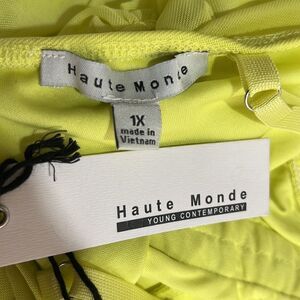 Haute Monde
1X
made in
Vietnam
Haute Monde
YOUNG CONTEMPORARY